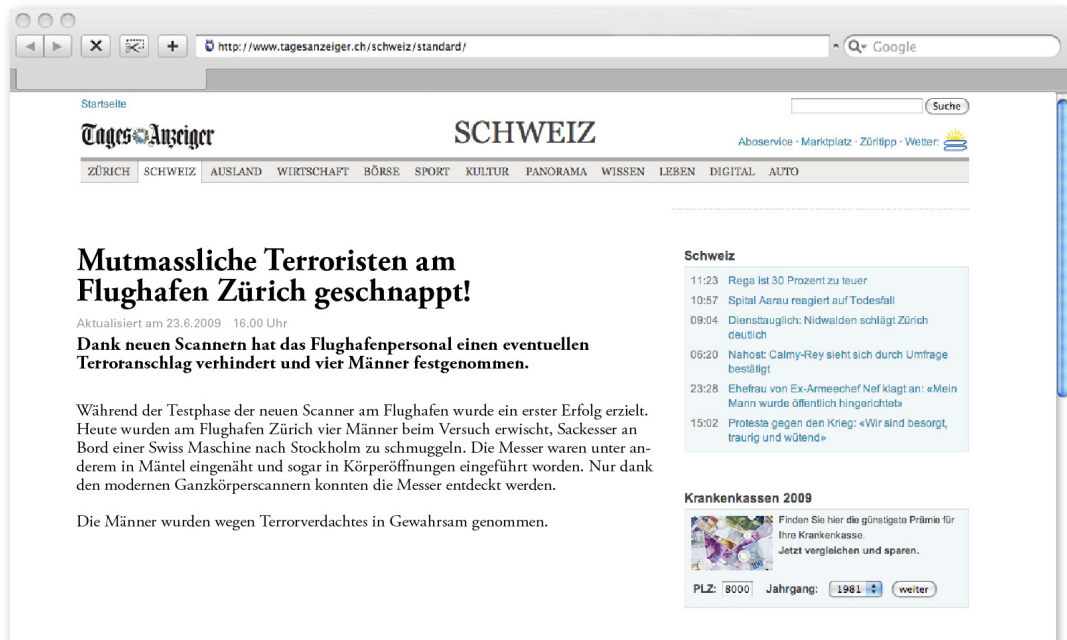 http://www.tagesanzeiger.ch/schweiz/standard/
Google
Startseite
Suche
Tages Anzeiger
SCHWEIZ
Aboservice · Marktplatz · Züritipp · Wetter:
ZÜRICH SCHWEIZ AUSLAND WIRTSCHAFT BÖRSE SPORT KULTUR PANORAMA WISSEN LEBEN DIGITAL AUTO
Mutmassliche Terroristen am
Flughafen Zürich geschnappt!
Aktualisiert am 23.6.2009 16.00 Uhr
Dank neuen Scannern hat das Flughafenpersonal einen eventuellen
Terroranschlag verhindert und vier Männer festgenommen.
Während der Testphase der neuen Scanner am Flughafen wurde ein erster Erfolg erzielt.
Heute wurden am Flughafen Zürich vier Männer beim Versuch erwischt, Sackesser an
Bord einer Swiss Maschine nach Stockholm zu schmuggeln. Die Messer waren unter an-
derem in Mäntel eingenäht und sogar in Körperöffnungen eingeführt worden. Nur dank
den modernen Ganzkörperscannern konnten die Messer entdeckt werden.
Die Männer wurden wegen Terrorverdachtes in Gewahrsam genommen.
Schweiz
11:23 Rega ist 30 Prozent zu teuer
10:57 Spital Aarau reagiert auf Todesfall
09:04 Diensttauglich: Nidwalden schlägt Zürich
deutlich
06:20 Nahost: Calmy-Rey sieht sich durch Umfrage
bestätigt
23:28 Ehefrau von Ex-Armeechef Nef klagt an: «Mein
Mann wurde öffentlich hingerichtet»
15:02 Proteste gegen den Krieg: «Wir sind besorgt,
traurig und wütend»
Krankenkassen 2009
Finden Sie hier die günstigste Prämie für
Ihre Krankenkasse.
Jetzt vergleichen und sparen.
PLZ: 8000 Jahrgang: 1981 weiter